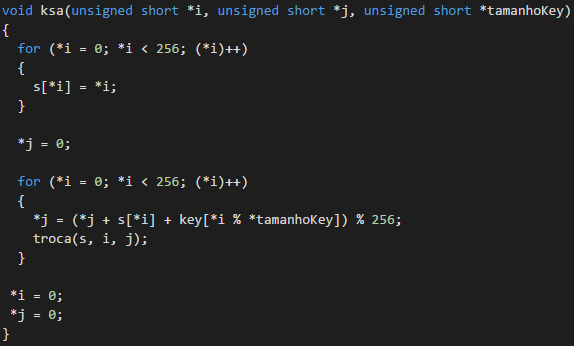 void ksa(unsigned short *i, unsigned short *j, unsigned short *tamanhoKey)
{
  for (*i = 0; *i < 256; (*i)++)
  {
    s[*i] = *i;
  }

  *j = 0;

  for (*i = 0; *i < 256; (*i)++)
  {
    *j = (*j + s[*i] + key[*i % *tamanhoKey]) % 256;
    troca(s, i, j);
  }

 *i = 0;
 *j = 0;
}